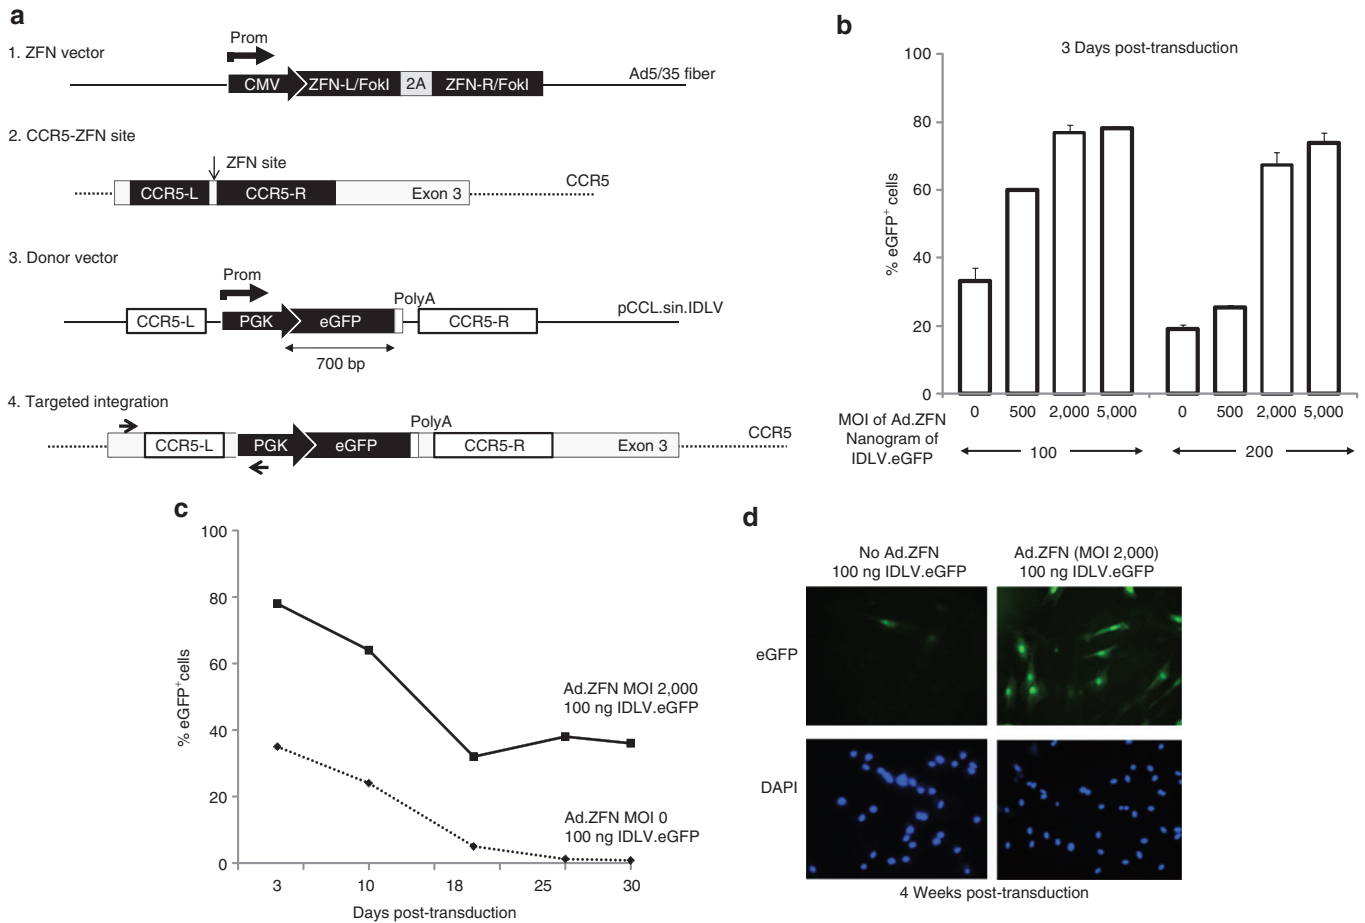 a
1. ZFN vector
Prom
CMV ZFN-L/FokI 2A ZFN-R/FokI
Ad5/35 fiber
2. CCR5-ZFN site
ZFN site
CCR5-L CCR5-R Exon 3
CCR5
3. Donor vector
Prom
PolyA
CCR5-L PGK eGFP CCR5-R
pCCL.sin.IDLV
700 bp
4. Targeted integration
PolyA
CCR5-L PGK eGFP CCR5-R Exon 3
CCR5
b
3 Days post-transduction
% eGFP+ cells
100
80
60
40
20
0
MOI of Ad.ZFN 0 500 2,000 5,000 0 500 2,000 5,000
Nanogram of
IDLV.eGFP 100 200
c
% eGFP+cells
100
80
60
40
20
0
Ad.ZFN MOI 2,000
100 ng IDLV.eGFP
Ad.ZFN MOI 0
100 ng IDLV.eGFP
3 10 18 25 30
Days post-transduction
d
No Ad.ZFN
100 ng IDLV.eGFP
Ad.ZFN (MOI 2,000)
100 ng IDLV.eGFP
eGFP
DAPI
4 Weeks post-transduction